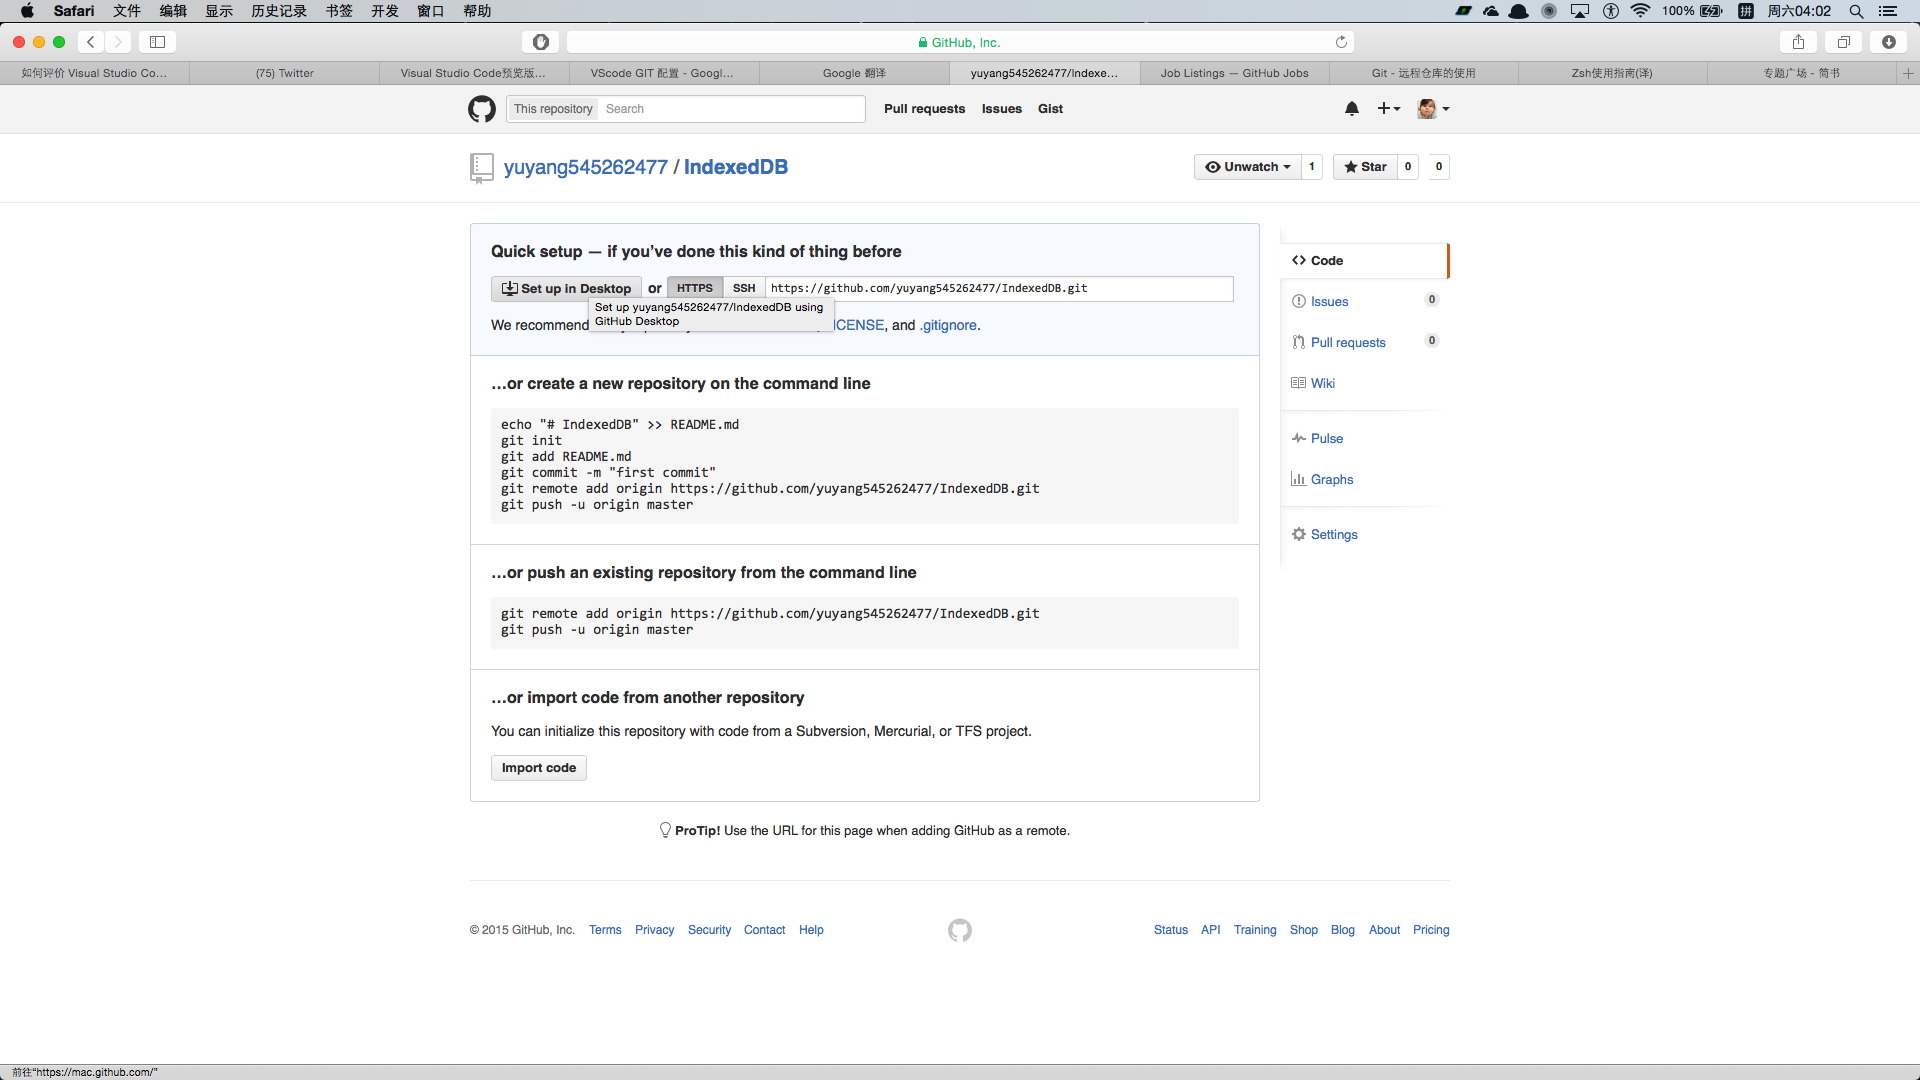 Safari 文件 编辑 显示 历史记录 书签 开发 窗口 帮助 100% 拼 周六04:02
GitHub, Inc.
如何评价 Visual Studio Co... (75) Twitter Visual Studio Code预览版... VScode GIT 配置 - Googl... Google 翻译 yuyang545262477/Indexe... Job Listings — GitHub Jobs Git - 远程仓库的使用 Zsh使用指南(译) 专题广场 - 简书
This repository Search Pull requests Issues Gist
yuyang545262477 / IndexedDB Unwatch 1 Star 0 0
Quick setup — if you’ve done this kind of thing before
Set up in Desktop or HTTPS SSH https://github.com/yuyang545262477/IndexedDB.git
Set up yuyang545262477/IndexedDB using
GitHub Desktop
We recommend ICENSE, and .gitignore.
…or create a new repository on the command line
echo "# IndexedDB" >> README.md
git init
git add README.md
git commit -m "first commit"
git remote add origin https://github.com/yuyang545262477/IndexedDB.git
git push -u origin master
…or push an existing repository from the command line
git remote add origin https://github.com/yuyang545262477/IndexedDB.git
git push -u origin master
…or import code from another repository
You can initialize this repository with code from a Subversion, Mercurial, or TFS project.
Import code
Code
Issues 0
Pull requests 0
Wiki
Pulse
Graphs
Settings
ProTip! Use the URL for this page when adding GitHub as a remote.
© 2015 GitHub, Inc. Terms Privacy Security Contact Help Status API Training Shop Blog About Pricing
前往“https://mac.github.com/”